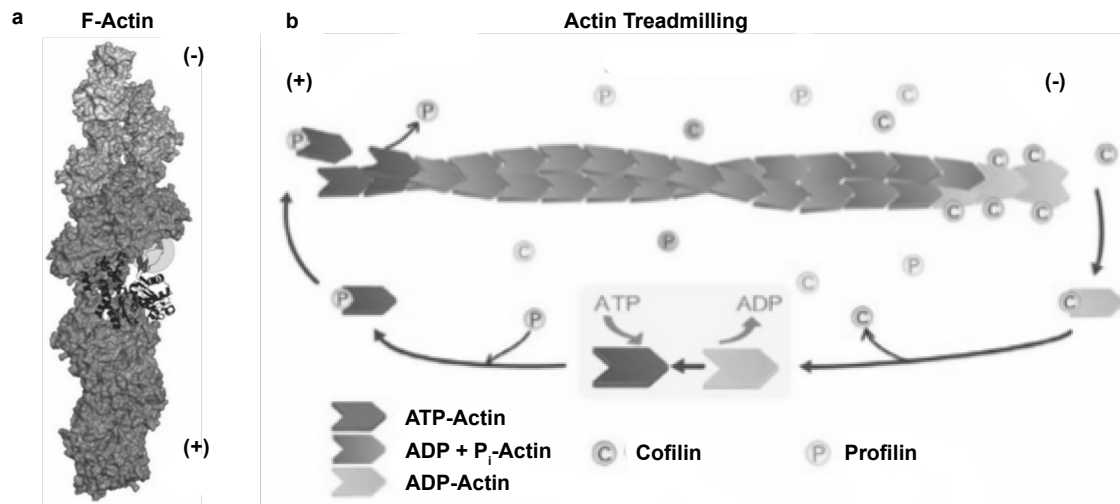 a
F-Actin
(-)
(+)
b
Actin Treadmilling
(+)
(-)
P
P
P
P
C
C
C
C
C
C
C
C
C
C
P
C
P
C
P
P
C
C
ATP
ADP
ATP-Actin
ADP + Pi-Actin
ADP-Actin
C Cofilin
P Profilin